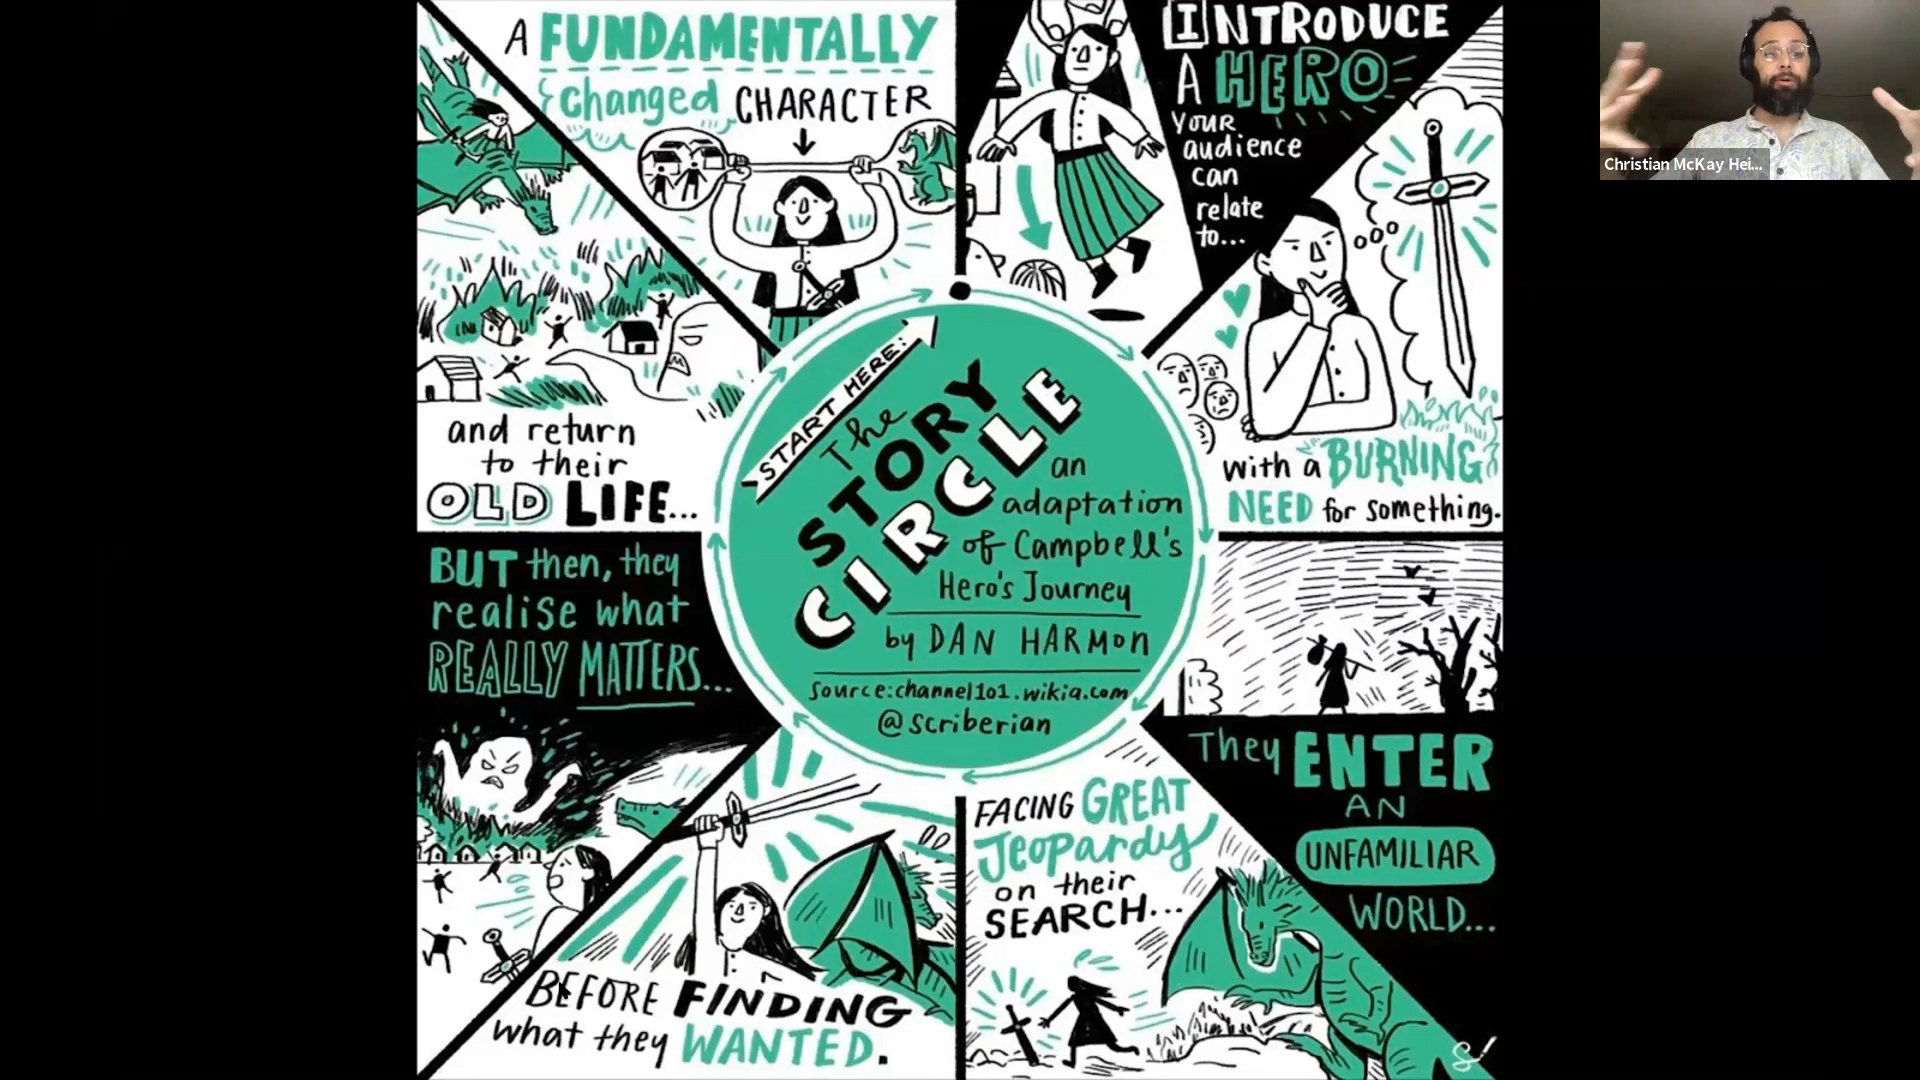 START HERE:
The
STORY
CIRCLE
an
adaptation
of Campbell's
Hero's Journey
by DAN HARMON
source:channel101.wikia.com
@scriberian
INTRODUCE
A HERO
your
audience
can
relate
to...
with a BURNING
NEED for something.
They ENTER
AN
UNFAMILIAR
WORLD...
FACING GREAT
Jeopardy
on their
SEARCH...
BEFORE FINDING
what they WANTED.
BUT then, they
realise what
REALLY MATTERS...
and return
to their
OLD LIFE...
A FUNDAMENTALLY
changed CHARACTER
Christian McKay Hei...